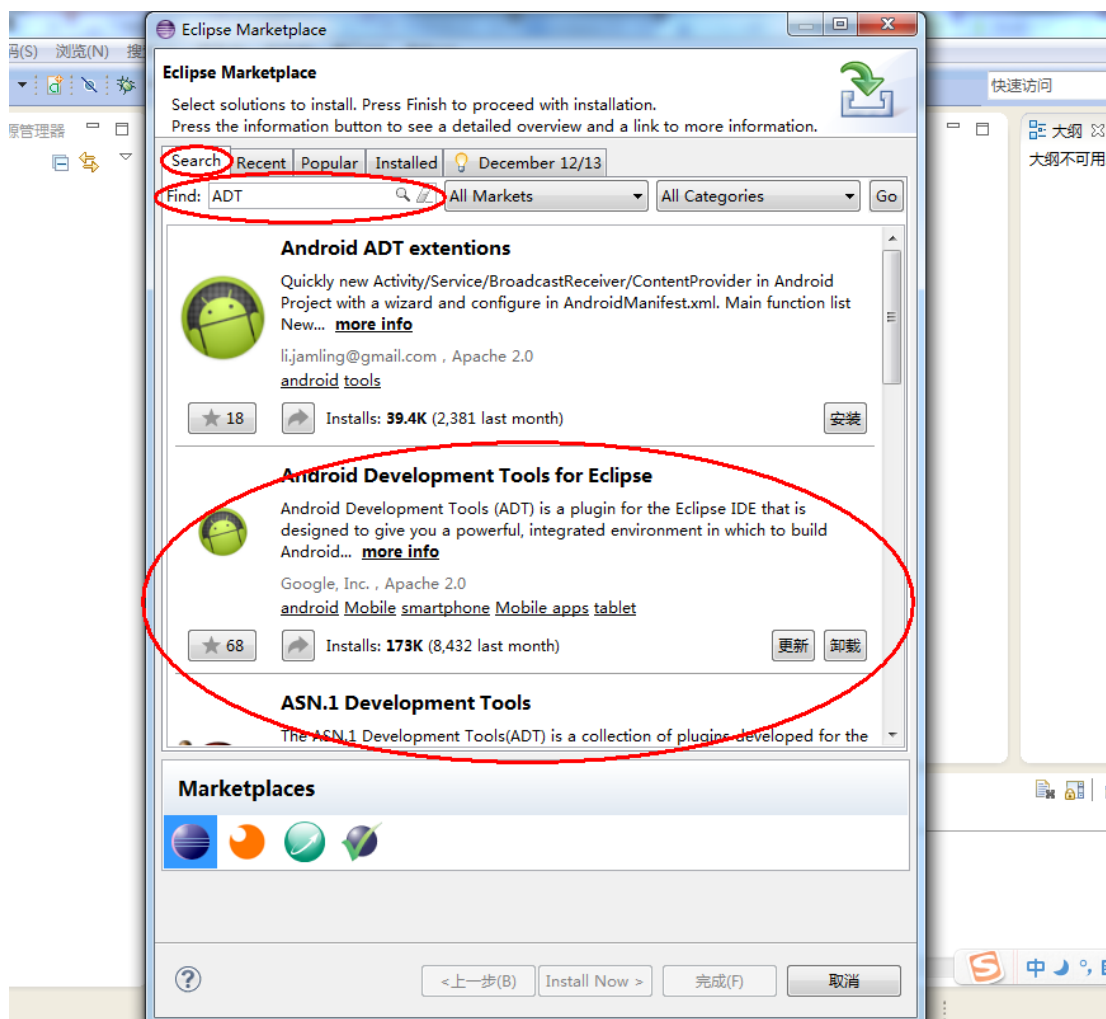 Eclipse Marketplace
码(S) 浏览(N) 搜
快速访问
Eclipse Marketplace
Select solutions to install. Press Finish to proceed with installation.
Press the information button to see a detailed overview and a link to more information.
源管理器
大纲
大纲不可用
Search Recent Popular Installed December 12/13
Find: ADT All Markets All Categories Go
Android ADT extentions
Quickly new Activity/Service/BroadcastReceiver/ContentProvider in Android
Project with a wizard and configure in AndroidManifest.xml. Main function list
New... more info
li.jamling@gmail.com , Apache 2.0
android tools
18 Installs: 39.4K (2,381 last month) 安装
Android Development Tools for Eclipse
Android Development Tools (ADT) is a plugin for the Eclipse IDE that is
designed to give you a powerful, integrated environment in which to build
Android... more info
Google, Inc. , Apache 2.0
android Mobile smartphone Mobile apps tablet
68 Installs: 173K (8,432 last month) 更新 卸载
ASN.1 Development Tools
The ASN.1 Development Tools(ADT) is a collection of plugins developed for the
Marketplaces
中
<上一步(B) Install Now > 完成(F) 取消